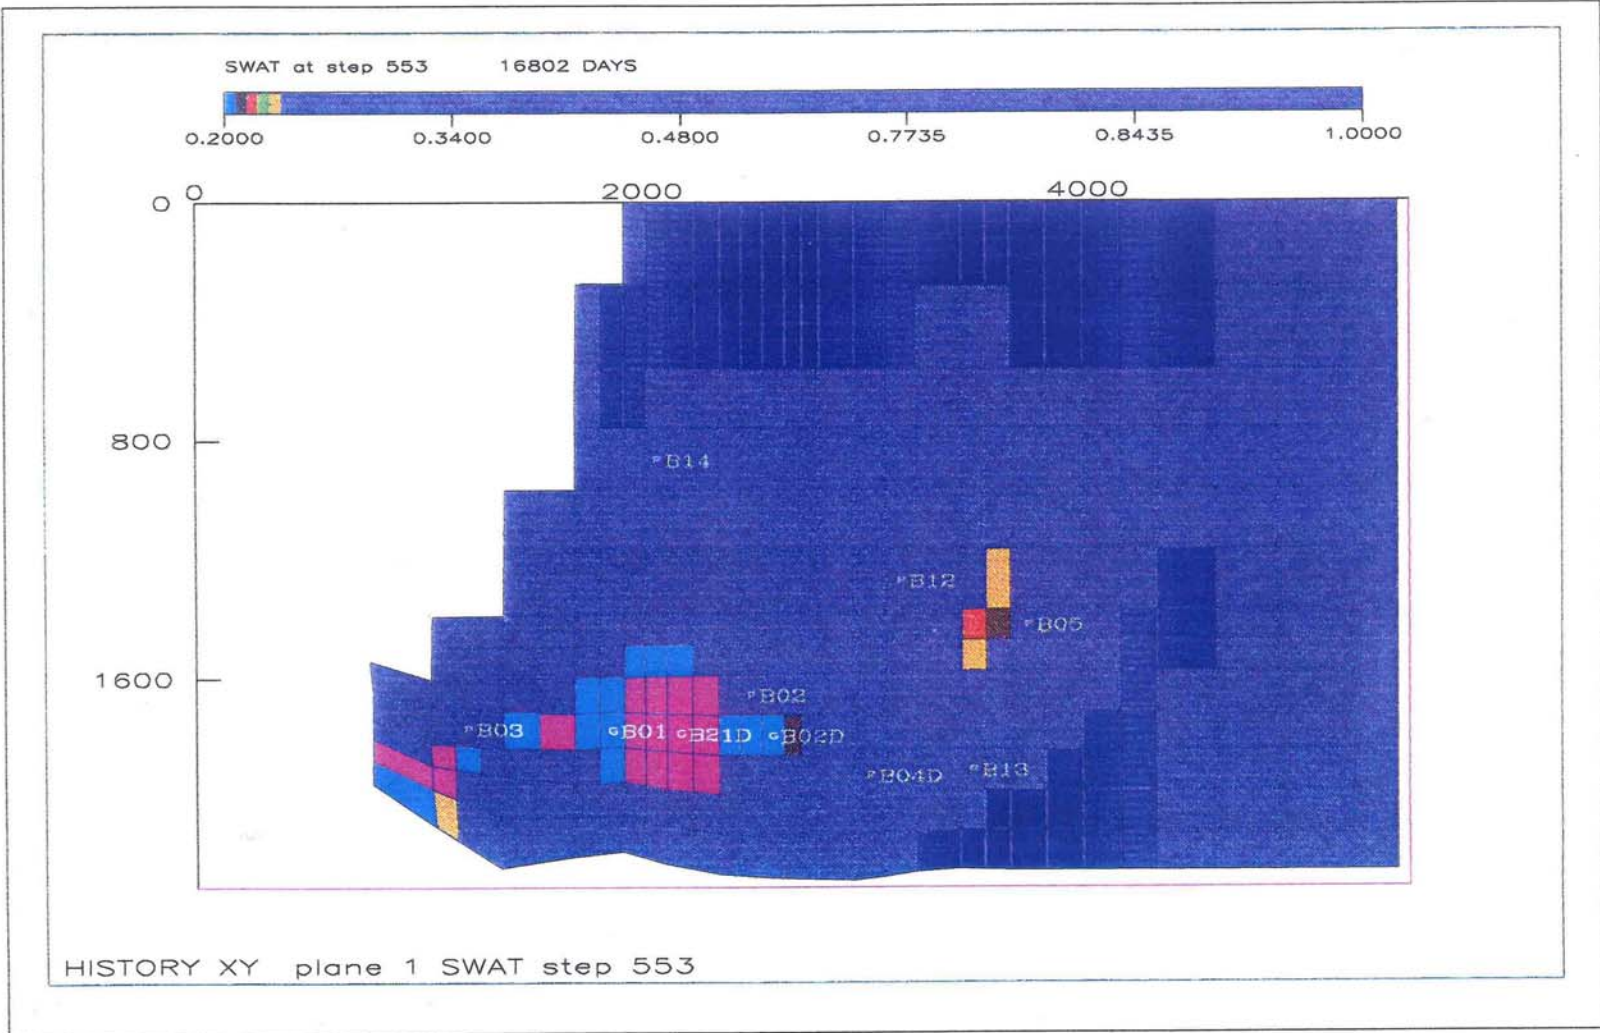 SWAT at step 553 16802 DAYS
0.2000 0.3400 0.4800 0.7735 0.8435 1.0000
0 2000 4000
0
800
B14
B12
B05
1600
B02
B03 B01 B21D B02D
B04D B13
HISTORY XY plane 1 SWAT step 553